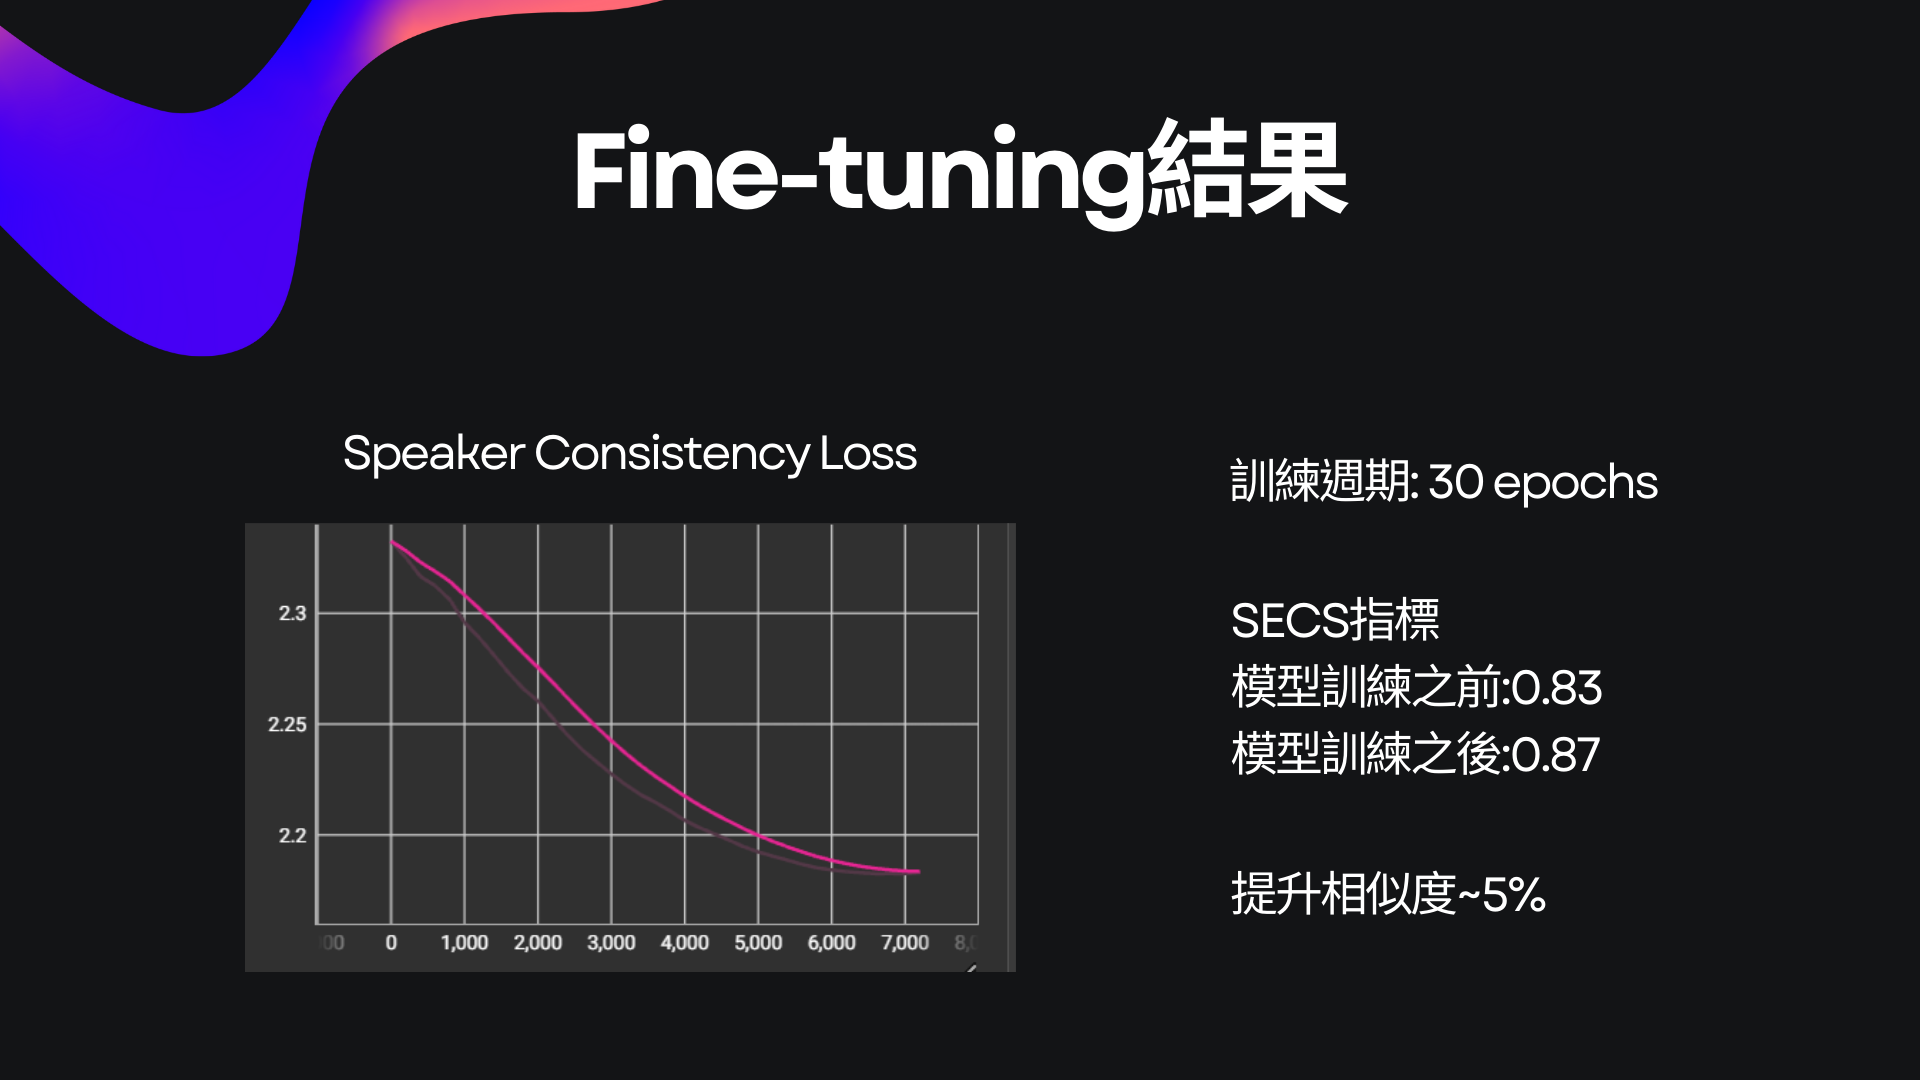 Fine-tuning結果
Speaker Consistency Loss
2.3
2.25
2.2
00 0 1,000 2,000 3,000 4,000 5,000 6,000 7,000 8,0
訓練週期: 30 epochs
SECS指標
模型訓練之前:0.83
模型訓練之後:0.87
提升相似度~5%